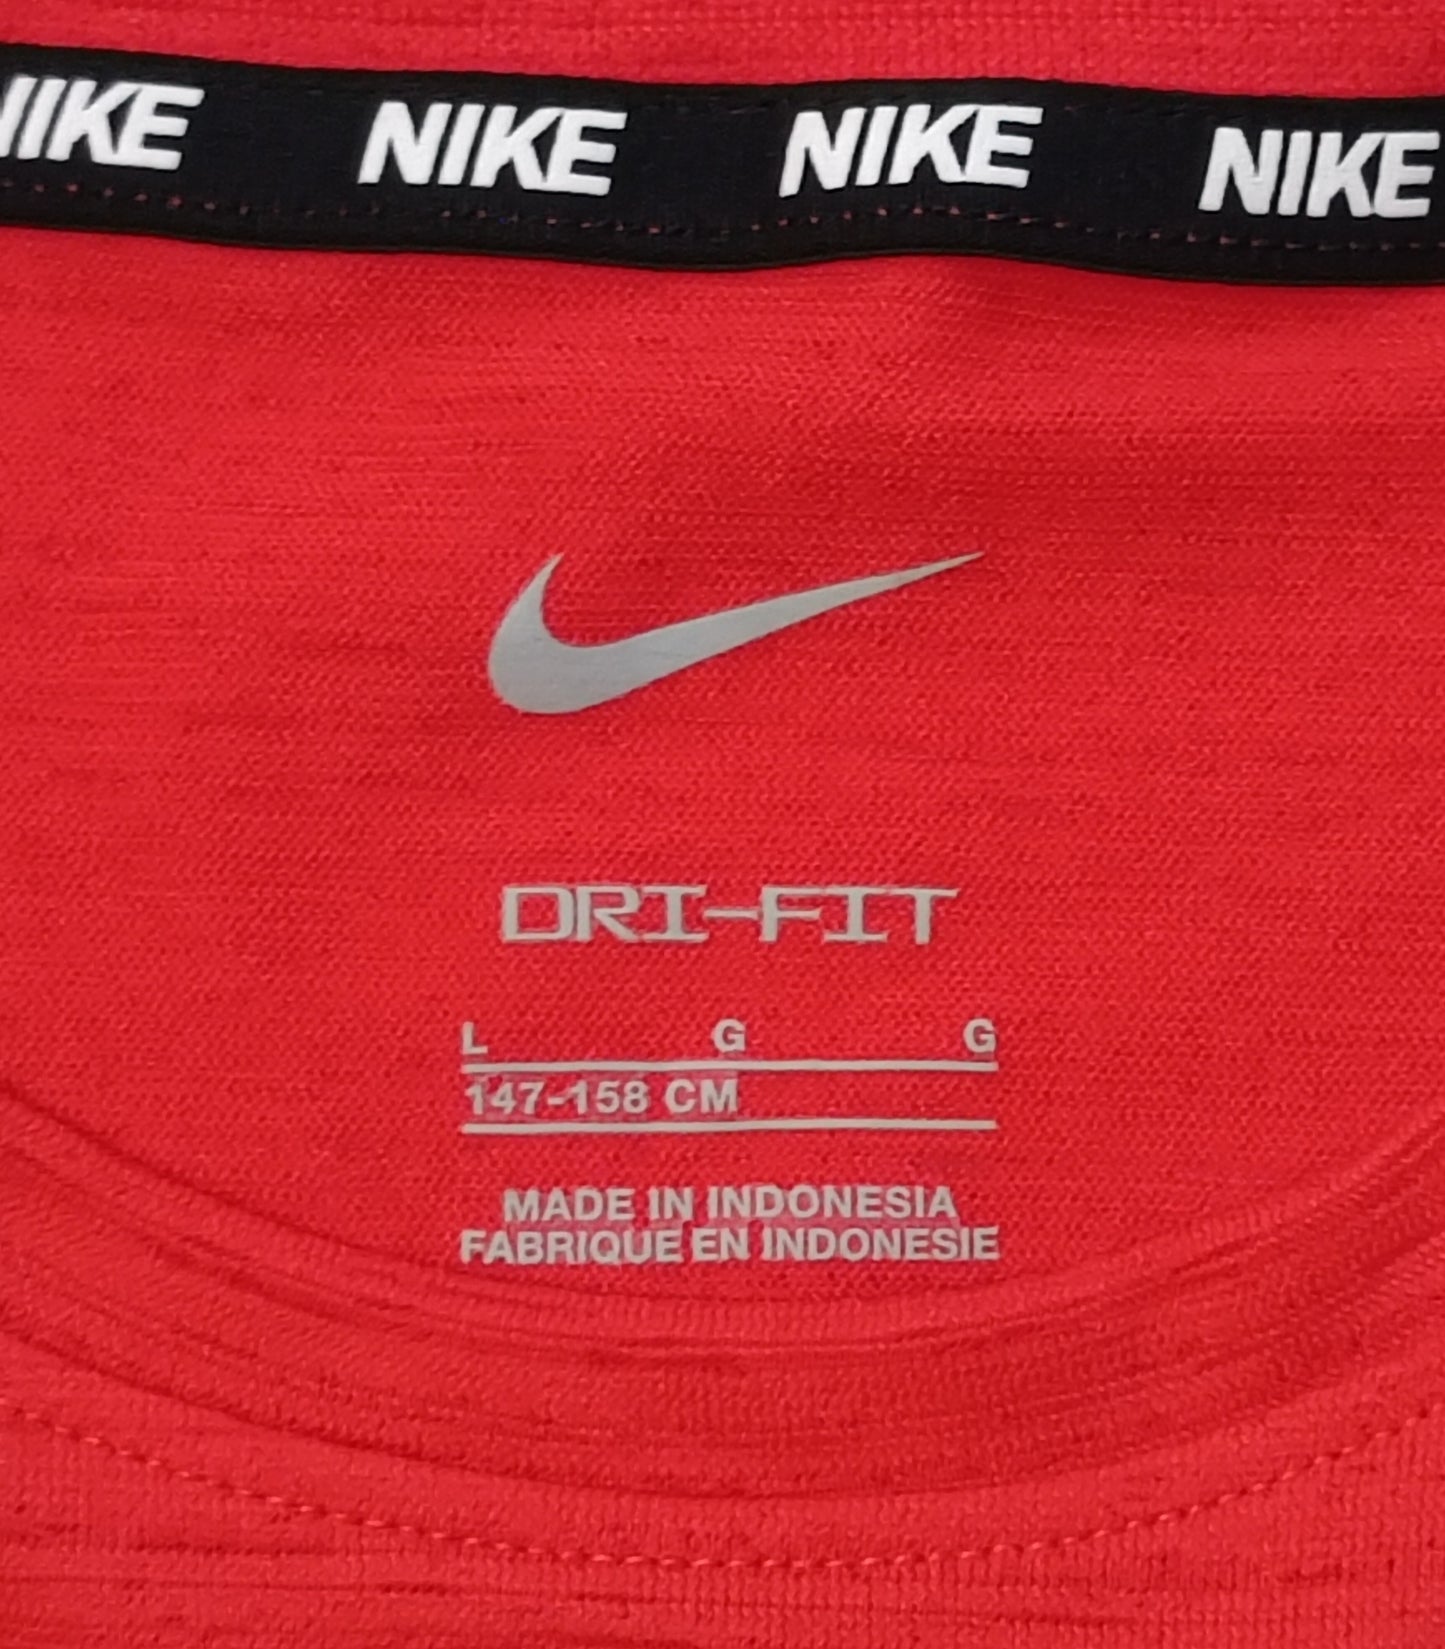 NIKE NIKE NIKE NIKE
DRI-FIT
L G G
147-158 CM
MADE IN INDONESIA
FABRIQUE EN INDONESIE